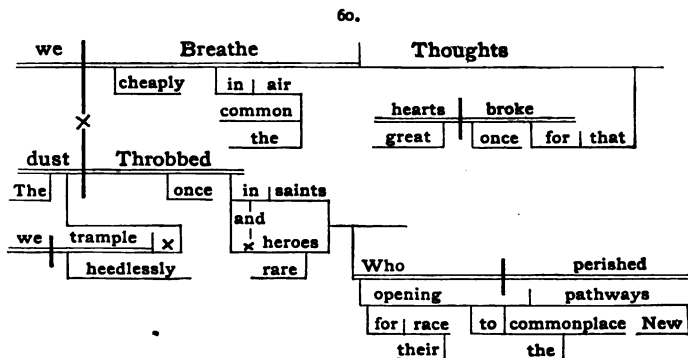 60.
we Breathe Thoughts
cheaply in air
common
the
hearts broke
great once for that
×
dust Throbbed
The once in saints
and
we trample × × heroes
heedlessly rare
Who perished
opening pathways
for race to commonplace New
their the